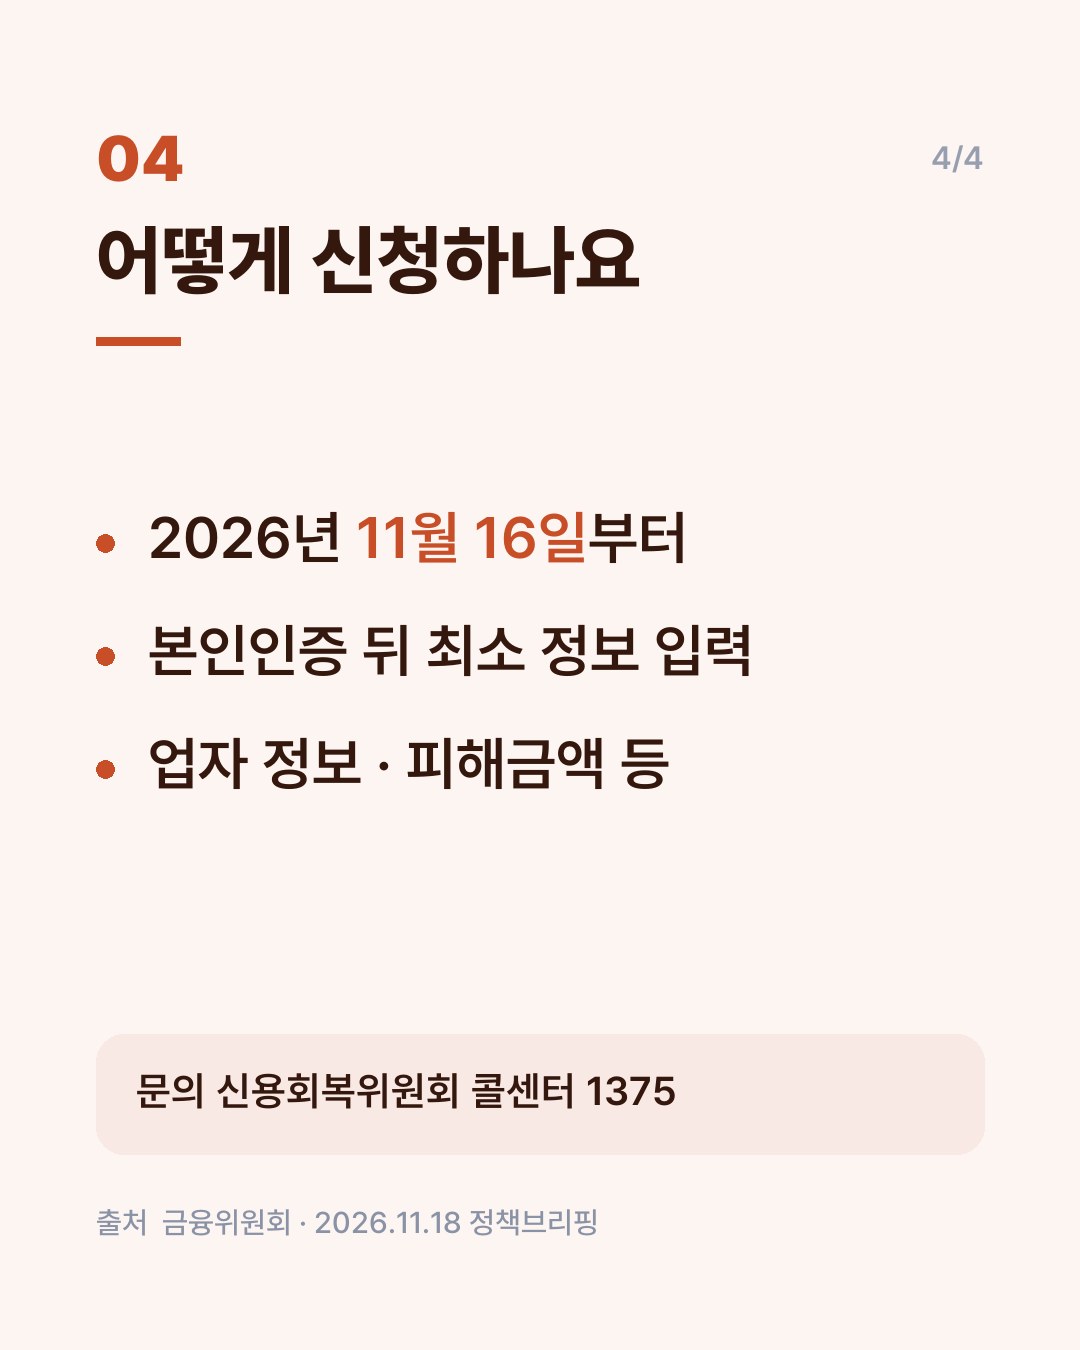 04
4/4
어떻게 신청하나요
2026년 11월 16일부터
본인인증 뒤 최소 정보 입력
업자 정보 · 피해금액 등
문의 신용회복위원회 콜센터 1375
출처 금융위원회 · 2026.11.18 정책브리핑